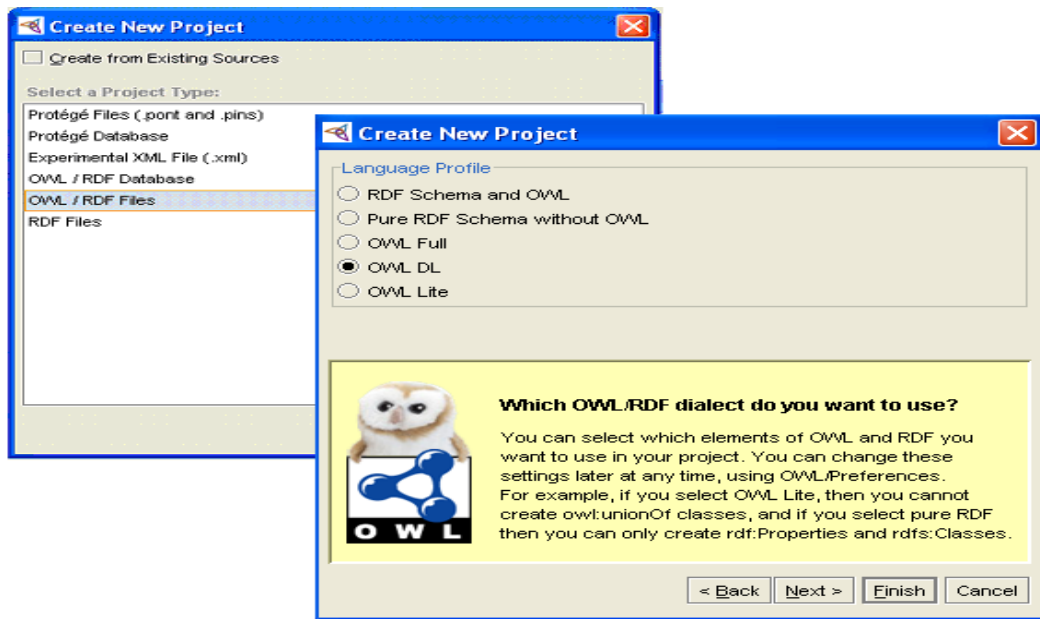 Create New Project
Create from Existing Sources
Select a Project Type:
Protégé Files (.pont and .pins)
Protégé Database
Experimental XML File (.xml)
OWL / RDF Database
OWL / RDF Files
RDF Files
Create New Project
Language Profile
RDF Schema and OWL
Pure RDF Schema without OWL
OWL Full
OWL DL
OWL Lite
Which OWL/RDF dialect do you want to use?
You can select which elements of OWL and RDF you
want to use in your project. You can change these
settings later at any time, using OWL/Preferences.
For example, if you select OWL Lite, then you cannot
create owl:unionOf classes, and if you select pure RDF
then you can only create rdf:Properties and rdfs:Classes.
O W L
< Back
Next >
Finish
Cancel